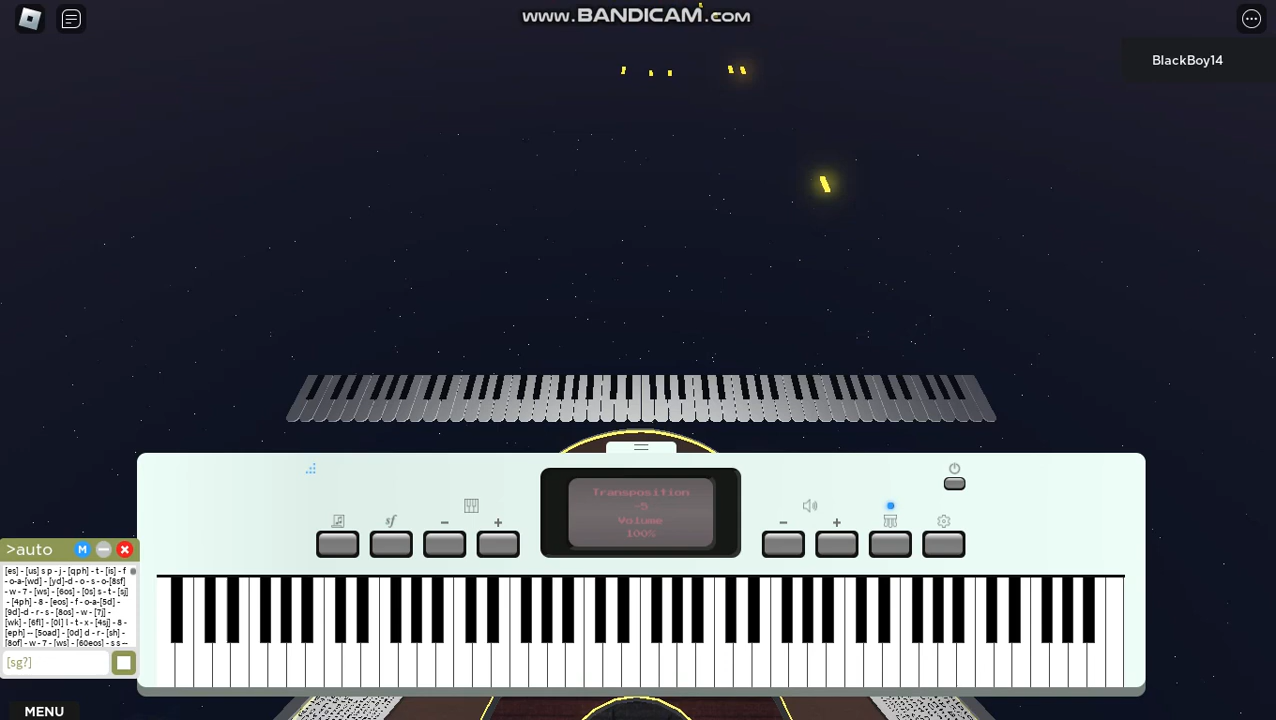 www.BANDICAM.com
BlackBoy14
Transposition
-5
Volume
100%
sf
>auto
M
[es] - [us] s p - j - [qph] - t - [is] - f
- o-a-[wd] - [yd]-d - o - s - o-[8sf]
- w - 7 - [ws] - [6os] - [0s] s - t - [sj]
- [4ph] - 8 - [eos] - f - o-a-[5d] -
[9d]-d - r - s - [8os] - w - [7j] -
[wk] - [6fl] - [0l] l - t - x - [4sj] - 8 -
[eph] -- [5oad] - [0d] d - r - [sh] -
[8of] - w - 7 - [ws] - [60eos] - s s --
[sg?]
MENU